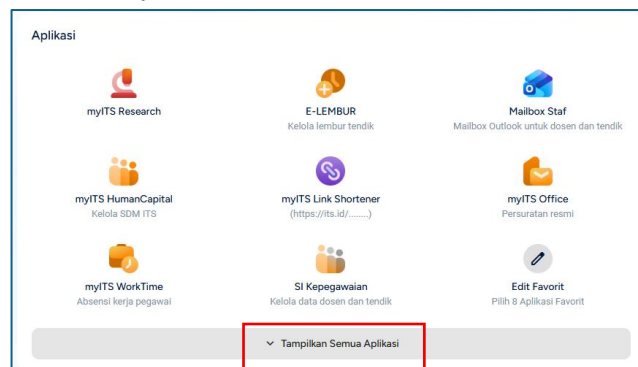 Aplikasi
myITS Research
E-LEMBUR
Kelola lembur tendik
Mailbox Staf
Mailbox Outlook untuk dosen dan tendik
myITS HumanCapital
Kelola SDM ITS
myITS Link Shortener
(https://its.id/........)
myITS Office
Persuratan resmi
myITS WorkTime
Absensi kerja pegawai
SI Kepegawaian
Kelola data dosen dan tendik
Edit Favorit
Pilih 8 Aplikasi Favorit
Tampilkan Semua Aplikasi